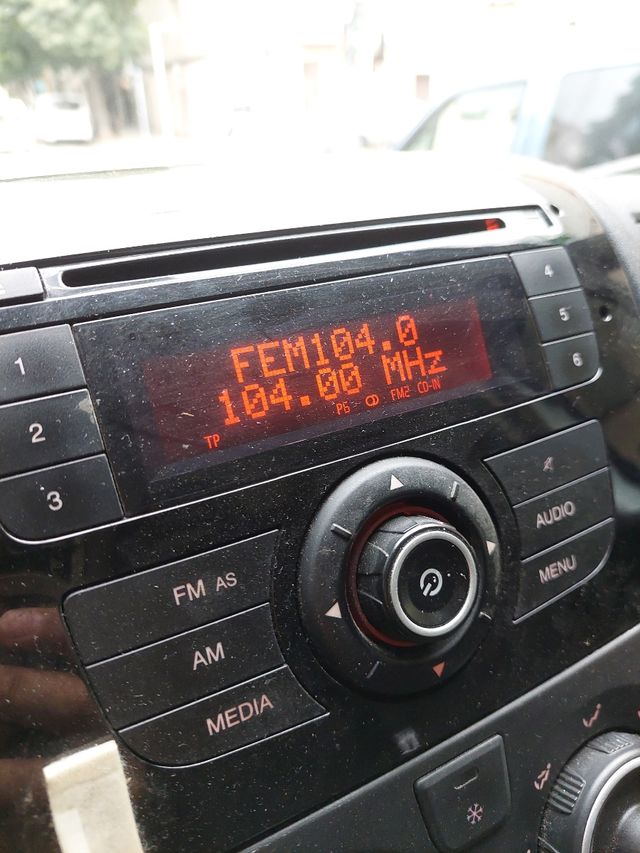 FEM104.0
104.00 MHz
P6 FM2 CD-IN
TP
1
2
3
4
5
6
FM AS
AM
MEDIA
AUDIO
MENU